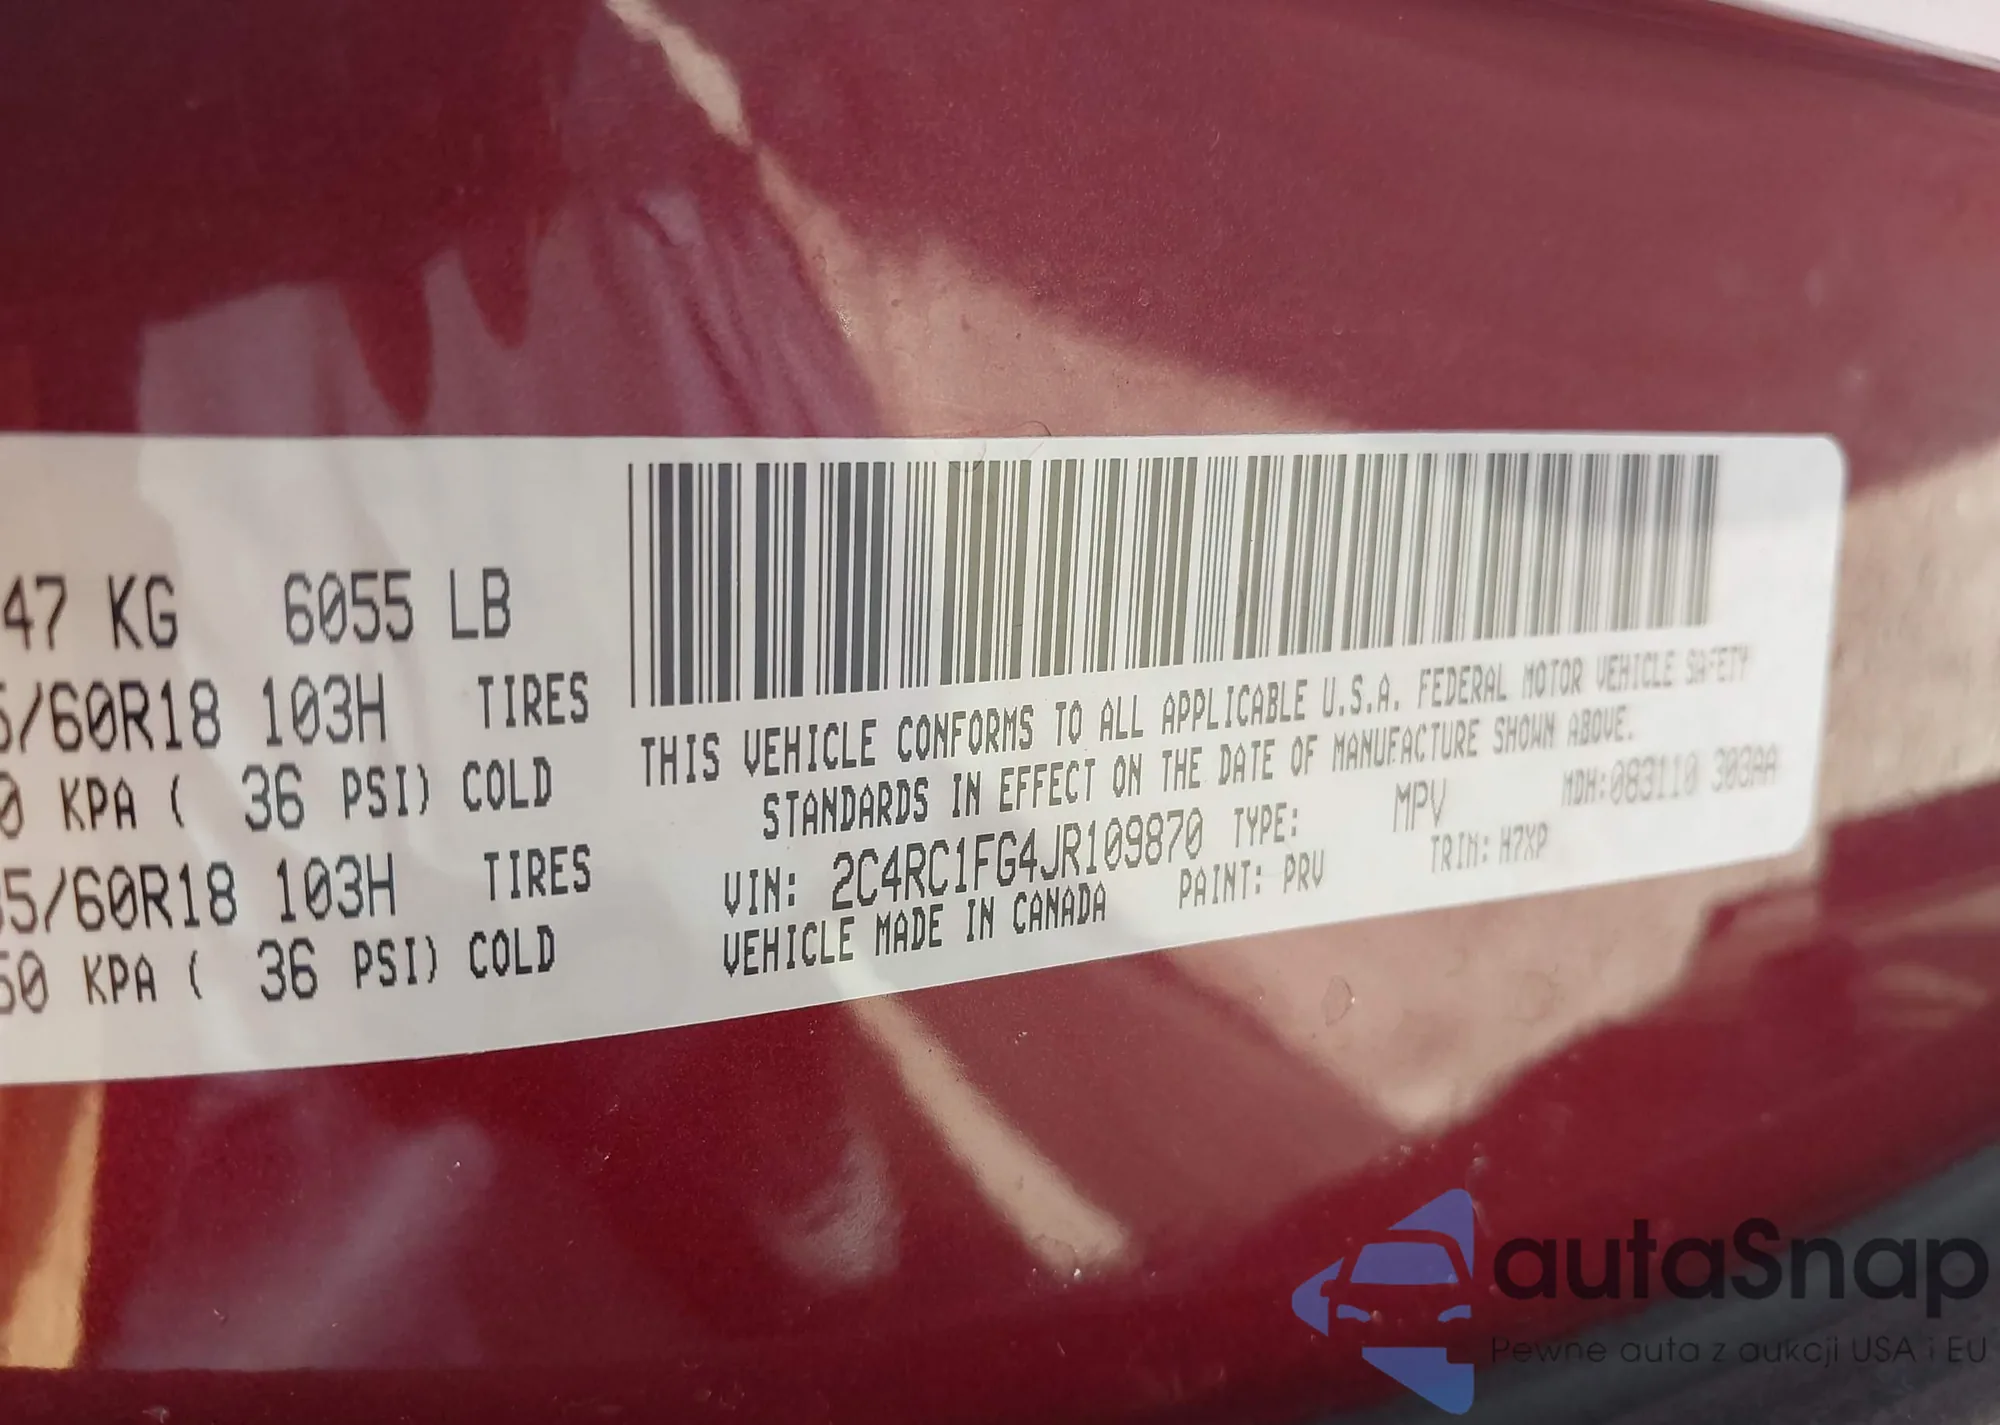 47 KG 6055 LB
5/60R18 103H TIRES
0 KPA ( 36 PSI) COLD
35/60R18 103H TIRES
50 KPA ( 36 PSI) COLD
THIS VEHICLE CONFORMS TO ALL APPLICABLE U.S.A. FEDERAL MOTOR VEHICLE SAFETY
STANDARDS IN EFFECT ON THE DATE OF MANUFACTURE SHOWN ABOVE.
VIN: 2C4RC1FG4JR109870 TYPE: MPV MDH:083110 303AA
VEHICLE MADE IN CANADA PAINT: PRV TRIM: H7XP
autaSnap
Pewne auta z aukcji USA i EU